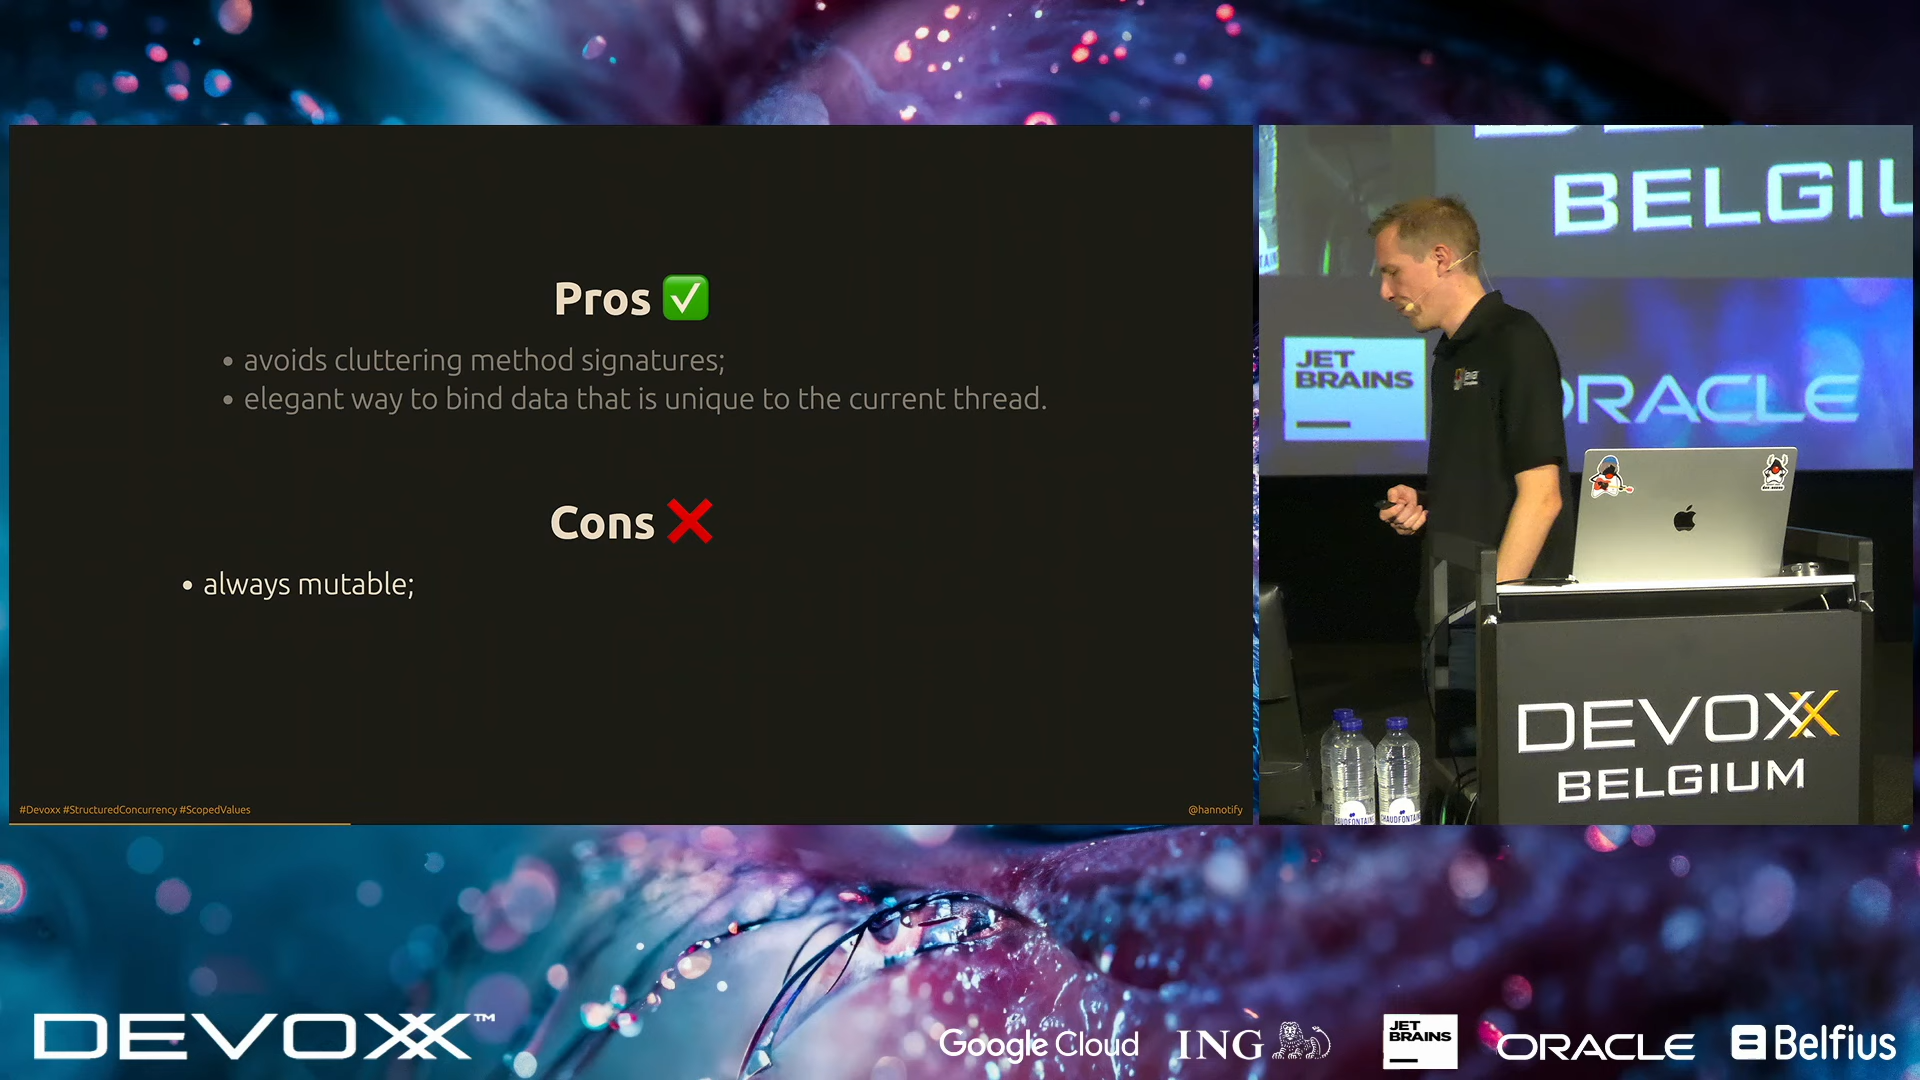 Pros
• avoids cluttering method signatures;
• elegant way to bind data that is unique to the current thread.
Cons
• always mutable;
#Devoxx #StructuredConcurrency #ScopedValues
@hannotify
BELGIU
JET
BRAINS
ORACLE
DEVOXX
BELGIUM
CHAUDFONTAINE
DEVOXX™
Google Cloud
ING
JET
BRAINS
ORACLE
Belfius